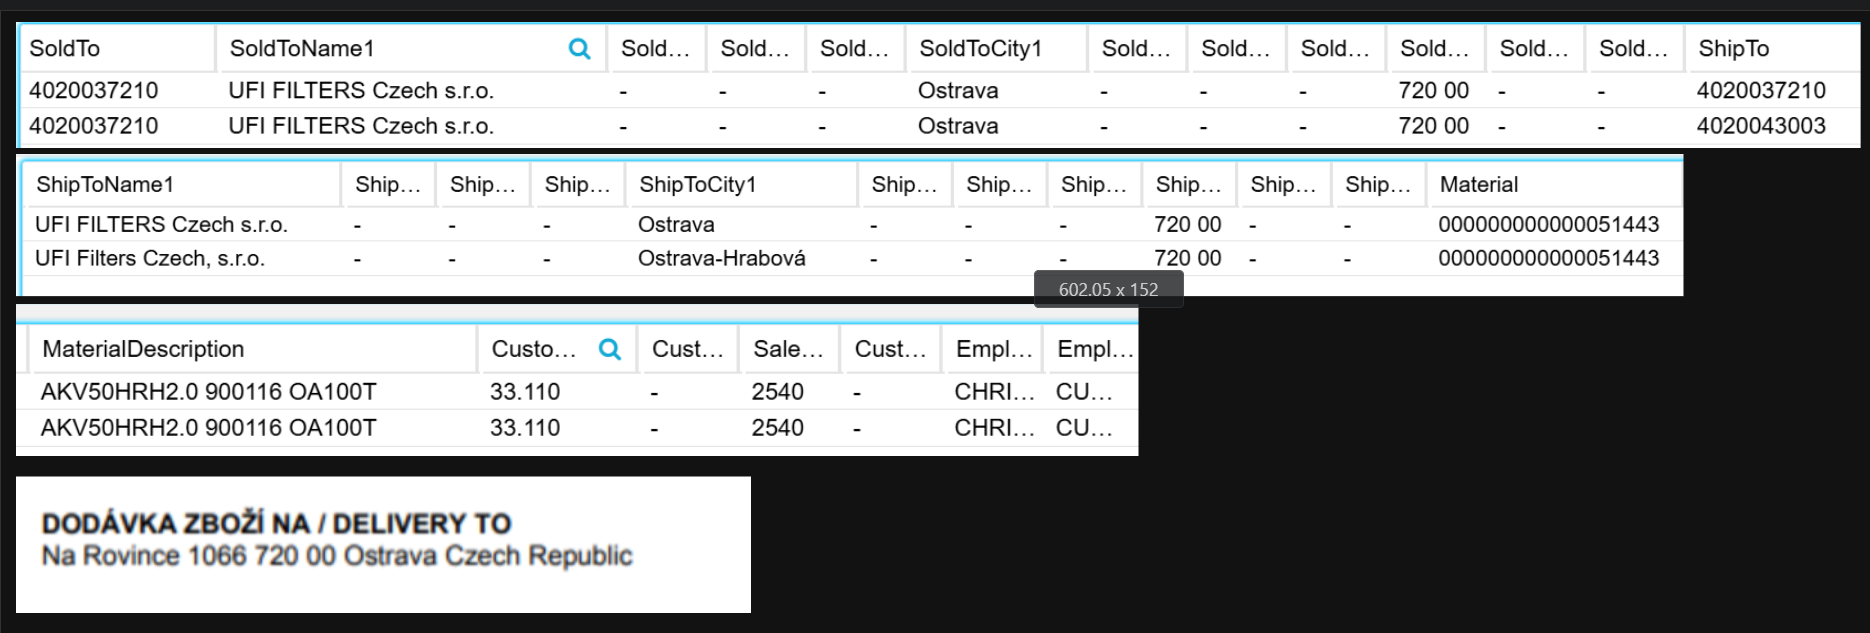 SoldTo SoldToName1 Sold... Sold... Sold... SoldToCity1 Sold... Sold... Sold... Sold... Sold... Sold... ShipTo
4020037210 UFI FILTERS Czech s.r.o. - - - Ostrava - - - 720 00 - - 4020037210
4020037210 UFI FILTERS Czech s.r.o. - - - Ostrava - - - 720 00 - - 4020043003
ShipToName1 Ship... Ship... Ship... ShipToCity1 Ship... Ship... Ship... Ship... Ship... Ship... Material
UFI FILTERS Czech s.r.o. - - - Ostrava - - - 720 00 - - 000000000000051443
UFI Filters Czech, s.r.o. - - - Ostrava-Hrabová - - - 720 00 - - 000000000000051443
602.05 x 152
MaterialDescription Custo... Cust... Sale... Cust... Empl... Empl...
AKV50HRH2.0 900116 OA100T 33.110 - 2540 - CHRI... CU...
AKV50HRH2.0 900116 OA100T 33.110 - 2540 - CHRI... CU...
DODÁVKA ZBOŽÍ NA / DELIVERY TO
Na Rovince 1066 720 00 Ostrava Czech Republic